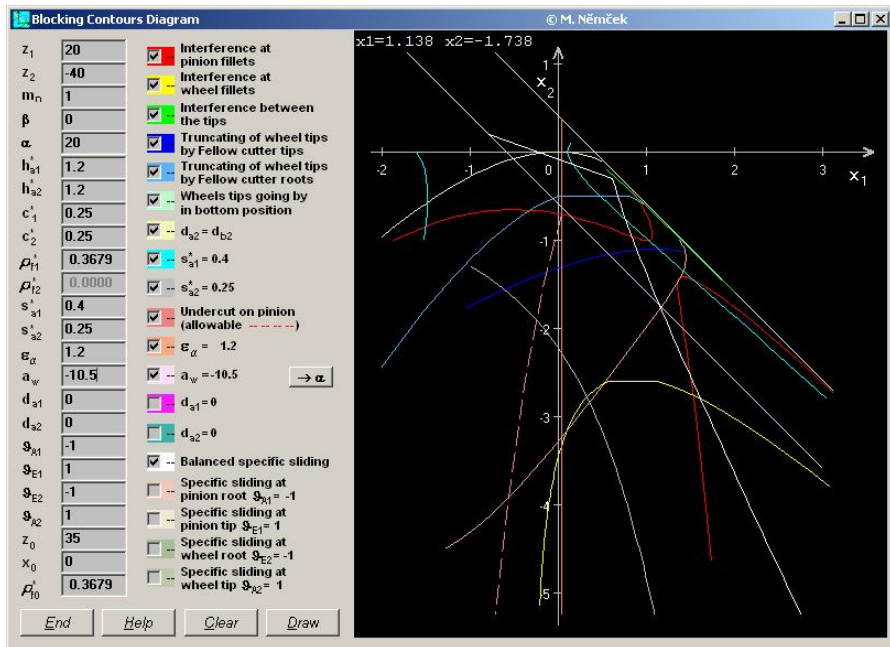 Blocking Contours Diagram © M. Němček
z1 20
z2 -40
mn 1
β 0
α 20
h*a1 1.2
h*a2 1.2
c*1 0.25
c*2 0.25
ρ*f1 0.3679
ρ*f2 0.0000
s*a1 0.4
s*a2 0.25
εα 1.2
aw -10.5
da1 0
da2 0
ϑA1 -1
ϑE1 1
ϑE2 -1
ϑA2 1
z0 35
x0 0
ρ*f0 0.3679
-- Interference at
pinion fillets
-- Interference at
wheel fillets
-- Interference between
the tips
-- Truncating of wheel tips
by Fellow cutter tips
-- Truncating of wheel tips
by Fellow cutter roots
-- Wheels tips going by
in bottom position
-- da2 = db2
-- s*a1 = 0.4
-- s*a2 = 0.25
-- Undercut on pinion
(allowable -- -- -- -- --)
-- εα = 1.2
-- aw = -10.5 → α
-- da1= 0
-- da2= 0
-- Balanced specific sliding
-- Specific sliding at
pinion root ϑA1= -1
-- Specific sliding at
pinion tip ϑE1= 1
-- Specific sliding at
wheel root ϑE2= -1
-- Specific sliding at
wheel tip ϑA2= 1
End Help Clear Draw
x1=1.138 x2=-1.738
1
x2
-2 -1 0 1 2 3
x1
-1
-2
-3
-4
-5